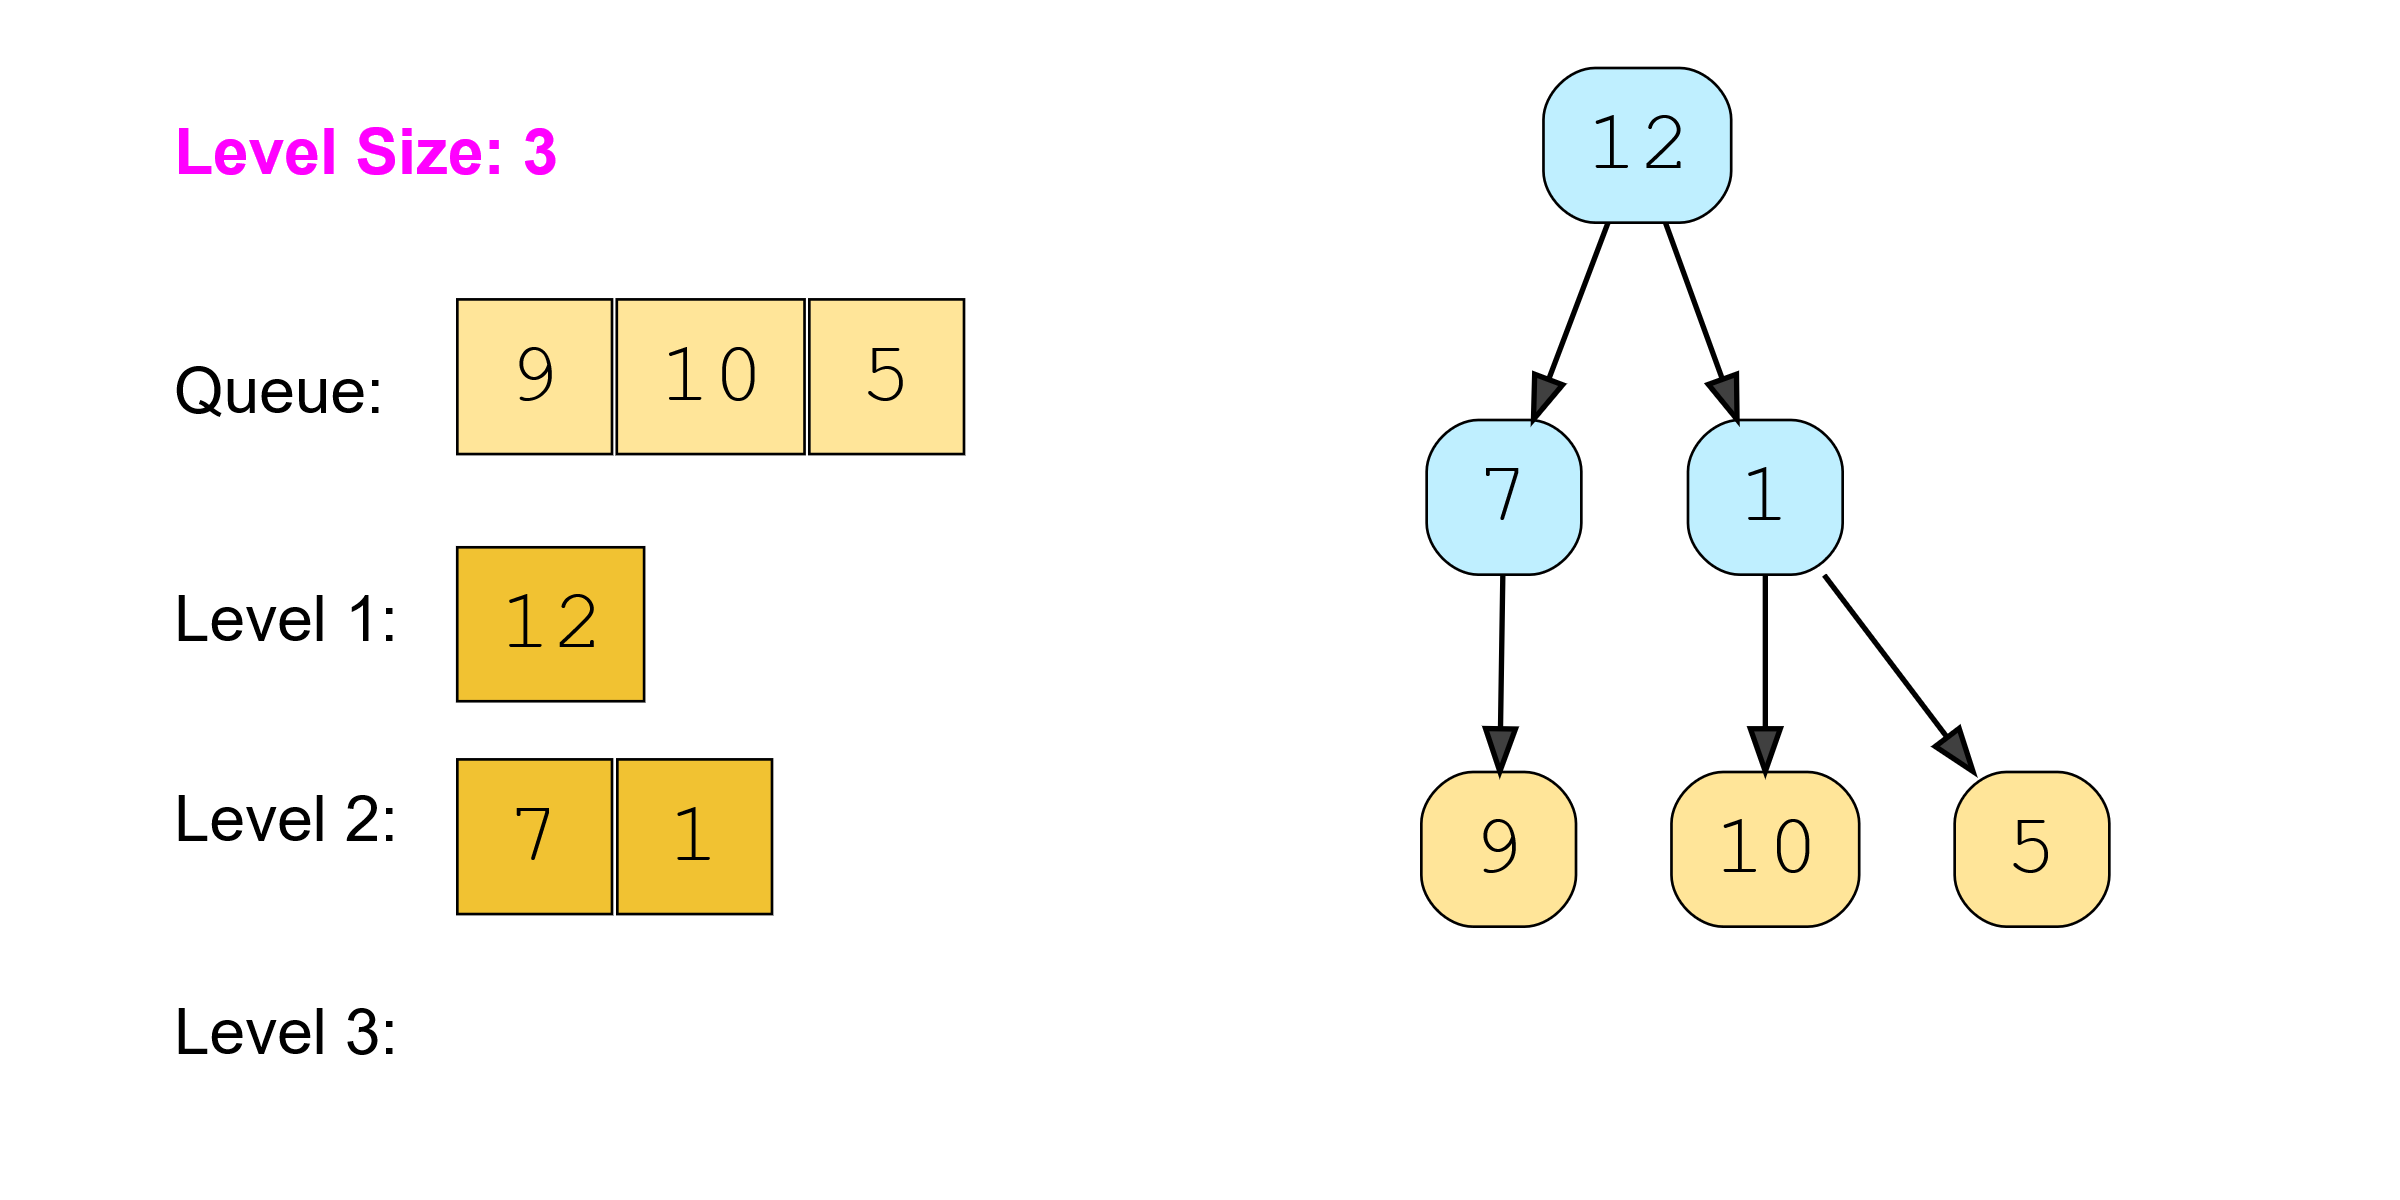 Level Size: 3
Queue: 9 10 5
Level 1: 12
Level 2: 7 1
Level 3:
12
7 1
9 10 5